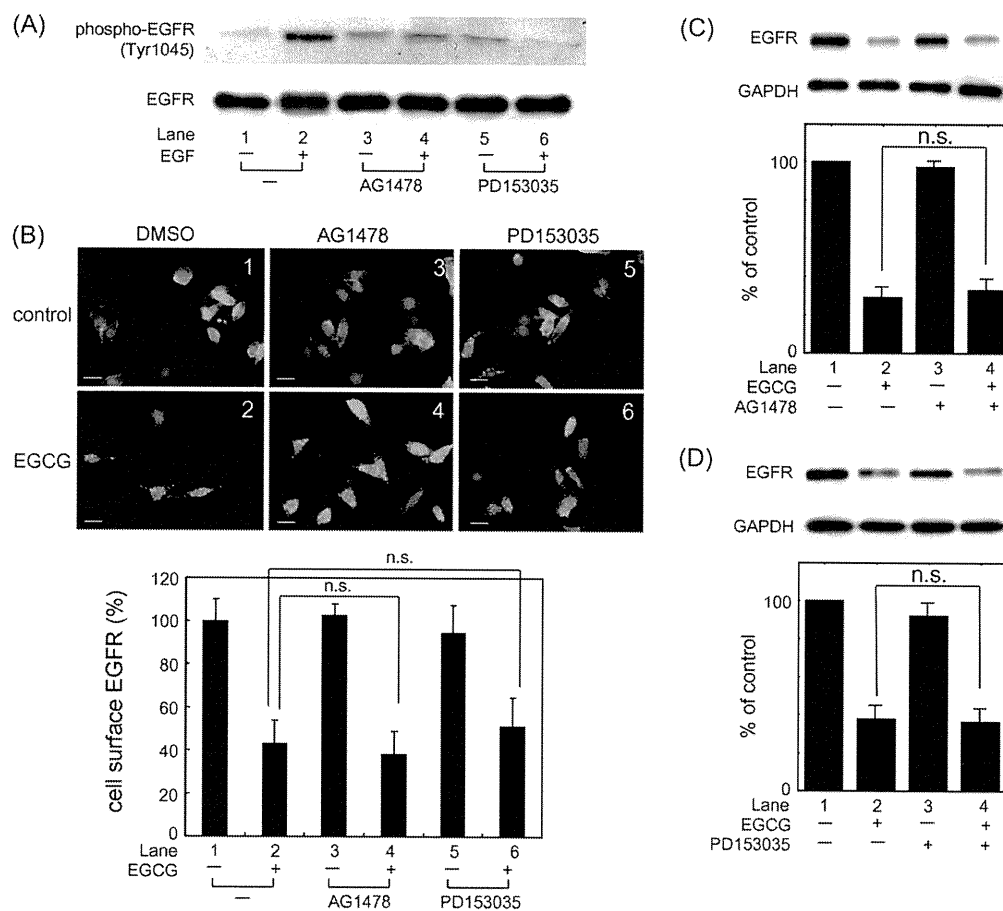 (A)
phospho-EGFR
(Tyr1045)
EGFR
Lane 1 2 3 4 5 6
EGF — + — + — +
— AG1478 PD153035
(B)
DMSO AG1478 PD153035
control 1 3 5
EGCG 2 4 6
n.s.
n.s.
cell surface EGFR (%)
120
100
80
60
40
20
0
Lane 1 2 3 4 5 6
EGCG — + — + — +
— AG1478 PD153035
(C)
EGFR
GAPDH
n.s.
% of control
100
0
Lane 1 2 3 4
EGCG — + — +
AG1478 — — + +
(D)
EGFR
GAPDH
n.s.
% of control
100
0
Lane 1 2 3 4
EGCG — + — +
PD153035 — — + +